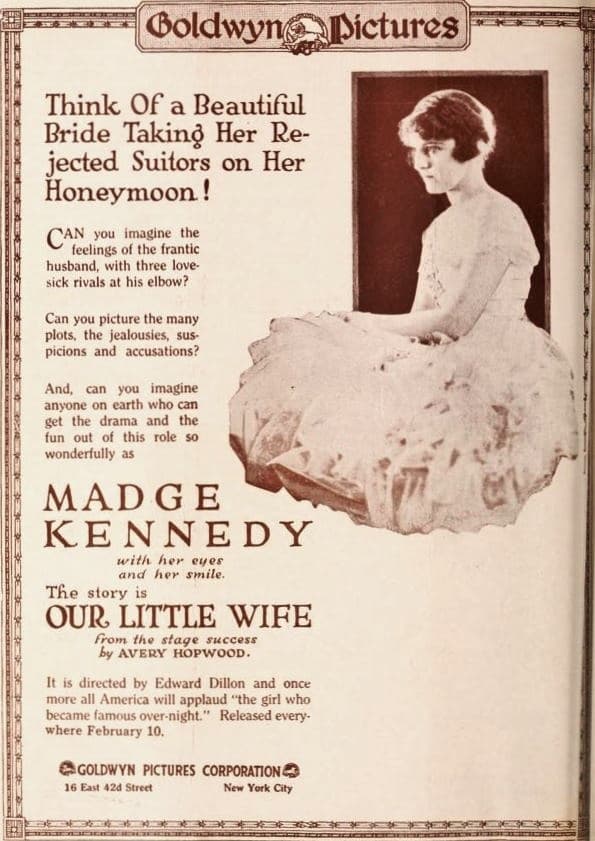 Goldwyn Pictures
Think Of a Beautiful
Bride Taking Her Re-
jected Suitors on Her
Honeymoon!
CAN you imagine the
feelings of the frantic
husband, with three love-
sick rivals at his elbow?
Can you picture the many
plots, the jealousies, sus-
picions and accusations?
And, can you imagine
anyone on earth who can
get the drama and the
fun out of this role so
wonderfully as
MADGE
KENNEDY
with her eyes
and her smile.
The story is
OUR LITTLE WIFE
from the stage success
by AVERY HOPWOOD.
It is directed by Edward Dillon and once
more all America will applaud "the girl who
became famous over-night." Released every-
where February 10.
GOLDWYN PICTURES CORPORATION
16 East 42d Street New York City